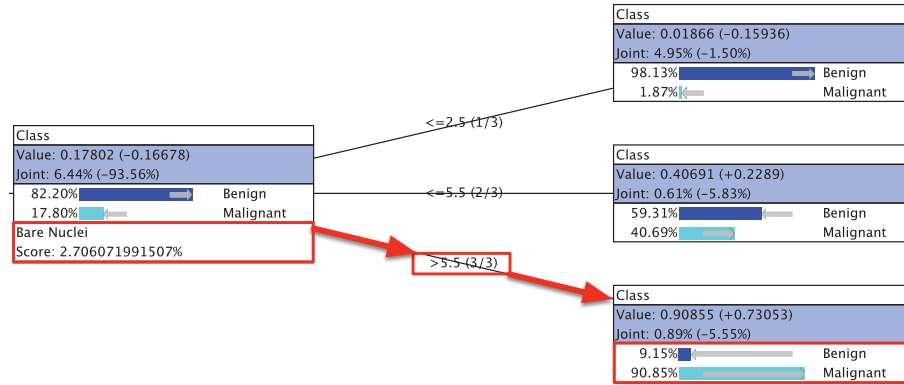 Class
Value: 0.01866 (−0.15936)
Joint: 4.95% (−1.50%)
98.13% Benign
1.87% Malignant
<=2.5 (1/3)
Class
Value: 0.17802 (−0.16678)
Joint: 6.44% (−93.56%)
82.20% Benign
17.80% Malignant
Bare Nuclei
Score: 2.706071991507%
<=5.5 (2/3)
Class
Value: 0.40691 (+0.2289)
Joint: 0.61% (−5.83%)
59.31% Benign
40.69% Malignant
>5.5 (3/3)
Class
Value: 0.90855 (+0.73053)
Joint: 0.89% (−5.55%)
9.15% Benign
90.85% Malignant